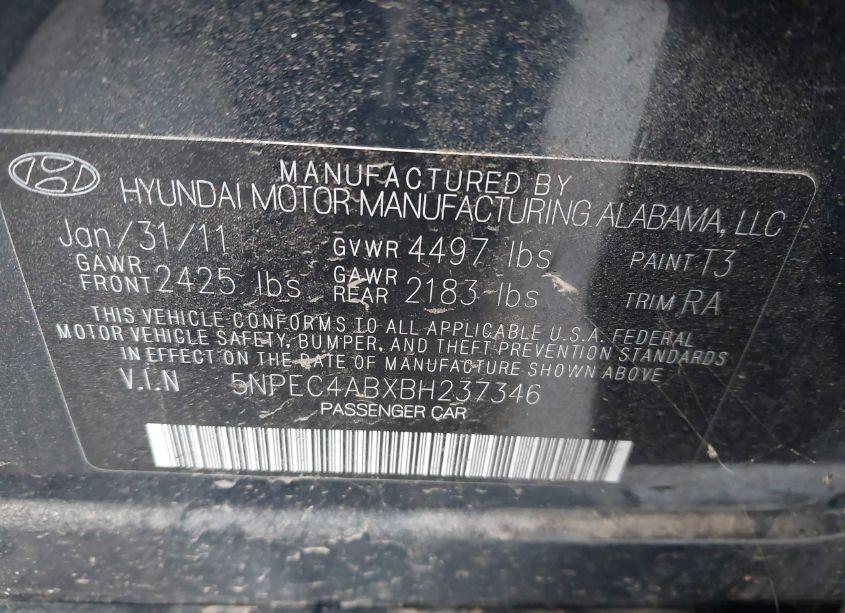 MANUFACTURED BY
HYUNDAI MOTOR MANUFACTURING ALABAMA, LLC
Jan/31/11 GVWR 4497 lbs PAINT T3
GAWR FRONT 2425 lbs GAWR REAR 2183 lbs TRIM RA
THIS VEHICLE CONFORMS TO ALL APPLICABLE U.S.A. FEDERAL
MOTOR VEHICLE SAFETY, BUMPER, AND THEFT PREVENTION STANDARDS
IN EFFECT ON THE DATE OF MANUFACTURE SHOWN ABOVE
V.I.N 5NPEC4ABXBH237346
PASSENGER CAR